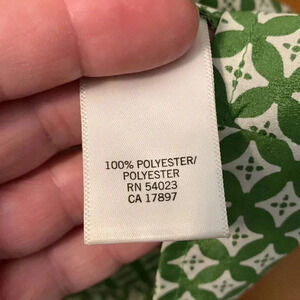 100% POLYESTER/
POLYESTER
RN 54023
CA 17897